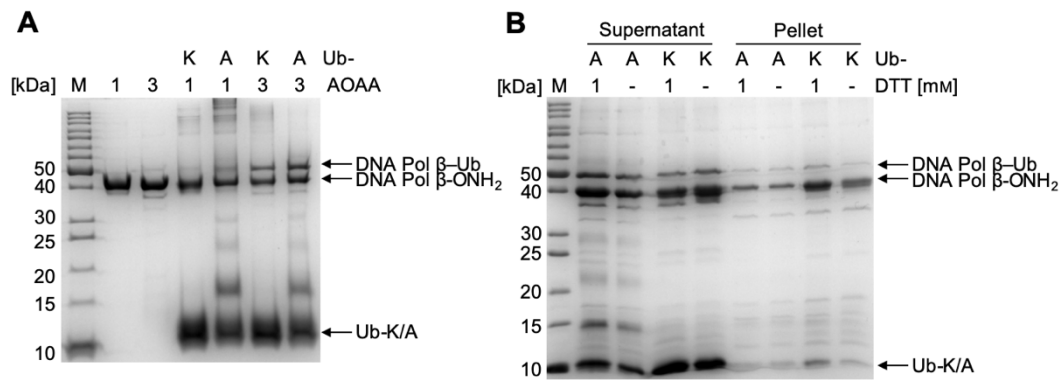 A
K A K A Ub-
[kDa] M 1 3 1 1 3 3 AOAA
50
40
30
25
20
15
10
DNA Pol β–Ub
DNA Pol β-ONH₂
Ub-K/A
B
Supernatant Pellet
A A K K A A K K Ub-
[kDa] M 1 - 1 - 1 - 1 - DTT [mM]
50
40
30
25
20
15
10
DNA Pol β–Ub
DNA Pol β-ONH₂
Ub-K/A